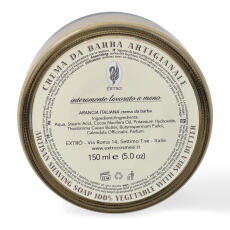 CREMA DA BARBA ARTIGIANALE
EXTRÒ
interamente lavorato a mano
ARANCIA ITALIANA crema da barba
Ingredienti/Ingredients:
Aqua, Stearic Acid, Cocos Nucifera Oil, Potassium Hydroxide,
Theobroma Cacao Butter, Butyrospermum Parkii,
Calendula Officinalis, Parfum.
EXTRÒ - Via Roma 14, Settimo T.se - Italia
www.extrocosmesi.it
150 ml ℮ (5.0 oz)
ARTISAN SHAVING SOAP 100% VEGETABLE WITH SHEA BUTTER